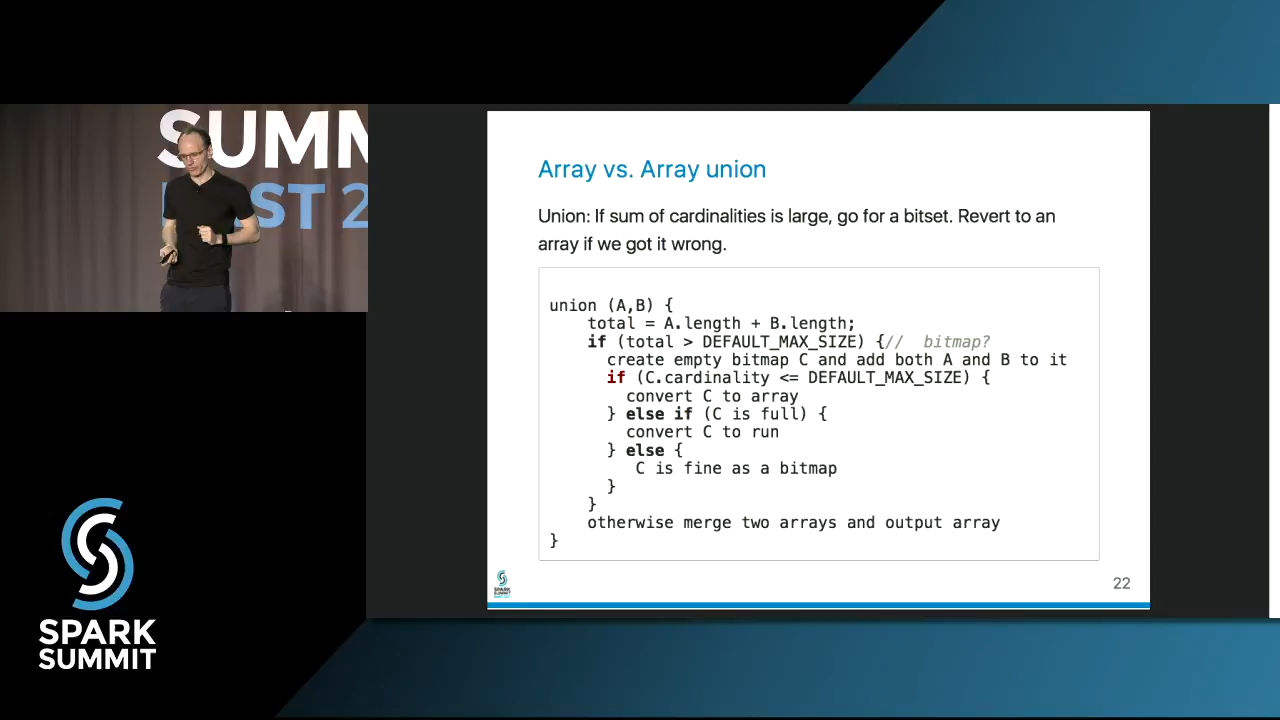 SUMM
EAST 2
Array vs. Array union
Union: If sum of cardinalities is large, go for a bitset. Revert to an
array if we got it wrong.
union (A,B) {
total = A.length + B.length;
if (total > DEFAULT_MAX_SIZE) {// bitmap?
create empty bitmap C and add both A and B to it
if (C.cardinality <= DEFAULT_MAX_SIZE) {
convert C to array
} else if (C is full) {
convert C to run
} else {
C is fine as a bitmap
}
}
otherwise merge two arrays and output array
}
SPARK
SUMMIT
22
SPARK
SUMMIT